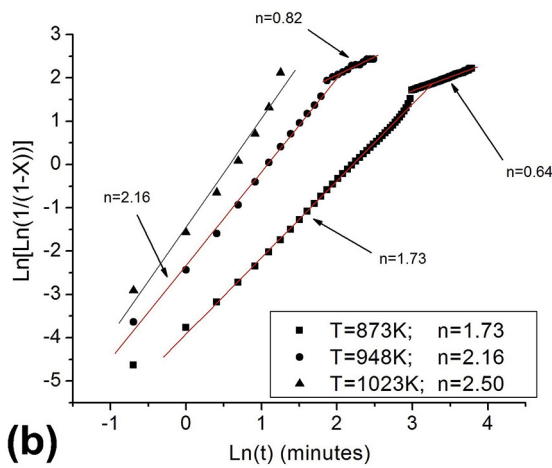 n=0.82
3
2
1
0
-1
-2
-3
-4
-5
Ln[Ln(1/(1-X))]
n=2.16
n=0.64
n=1.73
T=873K; n=1.73
T=948K; n=2.16
T=1023K; n=2.50
-1 0 1 2 3 4
Ln(t) (minutes)
(b)